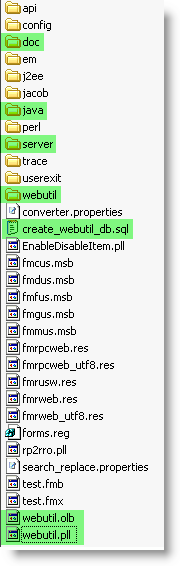 api
config
doc
em
j2ee
jacob
java
perl
server
trace
userexit
webutil
converter.properties
create_webutil_db.sql
EnableDisableItem.pll
fmcus.msb
fmdus.msb
fmfus.msb
fmgus.msb
fmmus.msb
fmrpcweb.res
fmrpcweb_utf8.res
fmrusw.res
fmrweb.res
fmrweb_utf8.res
forms.reg
rp2rro.pll
search_replace.properties
test.fmb
test.fmx
webutil.olb
webutil.pll